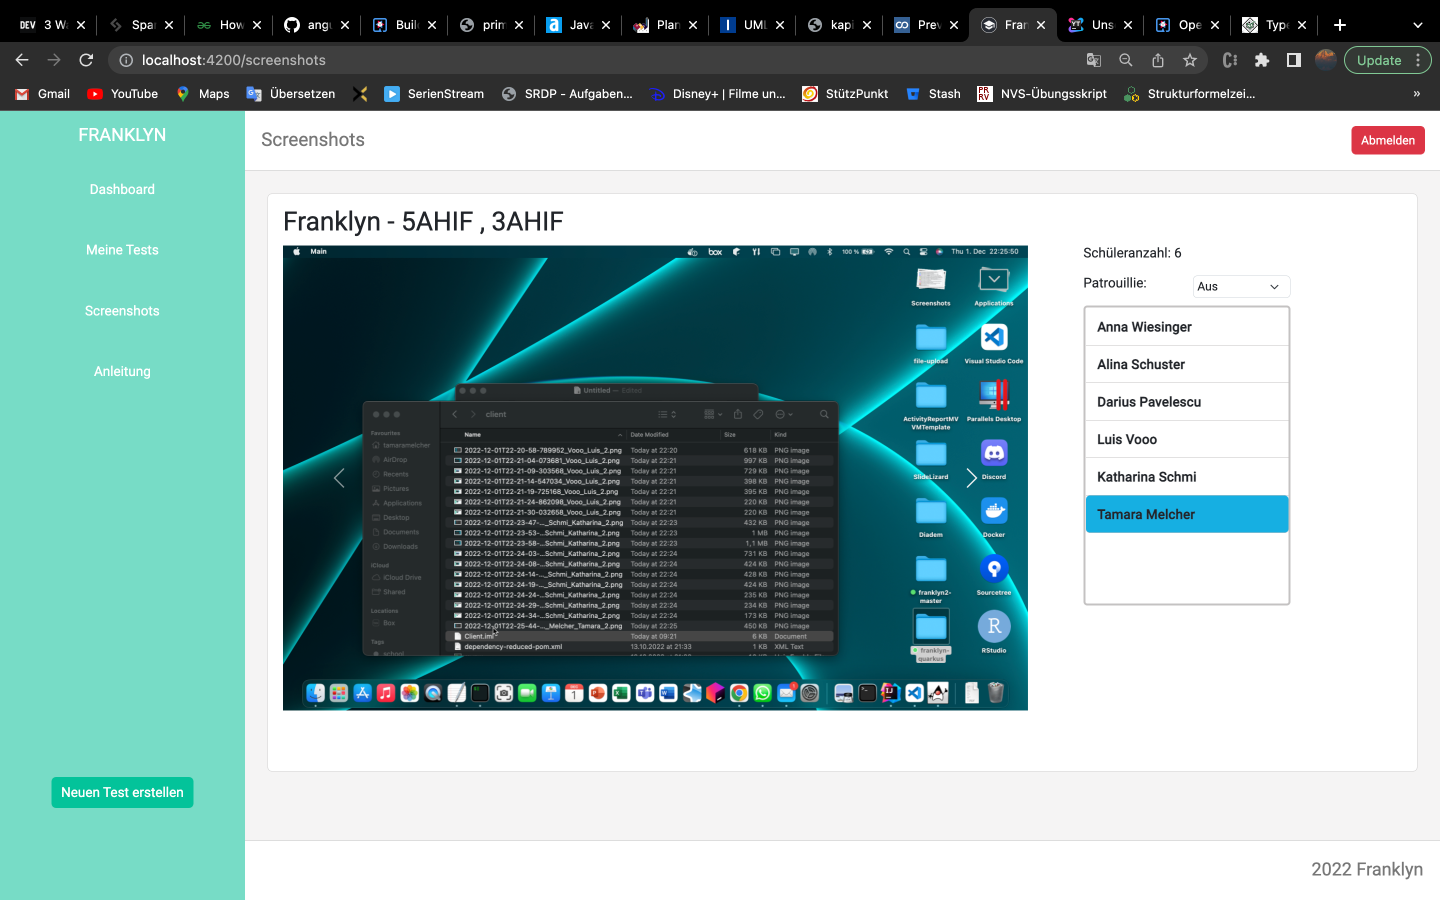 DEV 3 Wa
Spa
How
angu
Buil
prim
Java
Plan
UML
kapi
Prev
Fran
Uns
Ope
Type
localhost:4200/screenshots
Update
Gmail
YouTube
Maps
Übersetzen
SerienStream
SRDP - Aufgaben...
Disney+ | Filme un...
StützPunkt
Stash
NVS-Übungsskript
Strukturformelzei...
»
FRANKLYN
Dashboard
Meine Tests
Screenshots
Anleitung
Neuen Test erstellen
Screenshots
Abmelden
Franklyn - 5AHIF , 3AHIF
Main
box
100 %
Thu 1. Dec 22:25:50
Screenshots
Applications
file-upload
Visual Studio Code
ActivityReportMV
VMTemplate
Parallels Desktop
SlideLizard
Discord
Diadem
Docker
franklyn2-
master
Sourcetree
franklyn-
quarkus
RStudio
Untitled — Edited
client
Favourites
tamaramelcher
AirDrop
Recents
Pictures
Applications
Desktop
Documents
Downloads
iCloud
iCloud Drive
Shared
Locations
Box
Tags
school
Name Date Modified Size Kind
2022-12-01T22-20-58-789952_Vooo_Luis_2.png Today at 22:20 618 KB PNG image
2022-12-01T22-21-04-073681_Vooo_Luis_2.png Today at 22:21 997 KB PNG image
2022-12-01T22-21-09-303568_Vooo_Luis_2.png Today at 22:21 729 KB PNG image
2022-12-01T22-21-14-547034_Vooo_Luis_2.png Today at 22:21 398 KB PNG image
2022-12-01T22-21-19-725168_Vooo_Luis_2.png Today at 22:21 395 KB PNG image
2022-12-01T22-21-24-862098_Vooo_Luis_2.png Today at 22:21 220 KB PNG image
2022-12-01T22-21-30-032658_Vooo_Luis_2.png Today at 22:21 220 KB PNG image
2022-12-01T22-23-47-..._Schmi_Katharina_2.png Today at 22:23 432 KB PNG image
2022-12-01T22-23-53-..._Schmi_Katharina_2.png Today at 22:23 1 MB PNG image
2022-12-01T22-23-58-..._Schmi_Katharina_2.png Today at 22:23 1,1 MB PNG image
2022-12-01T22-24-03-..._Schmi_Katharina_2.png Today at 22:24 731 KB PNG image
2022-12-01T22-24-08-..._Schmi_Katharina_2.png Today at 22:24 424 KB PNG image
2022-12-01T22-24-14-..._Schmi_Katharina_2.png Today at 22:24 428 KB PNG image
2022-12-01T22-24-19-..._Schmi_Katharina_2.png Today at 22:24 424 KB PNG image
2022-12-01T22-24-24-..._Schmi_Katharina_2.png Today at 22:24 235 KB PNG image
2022-12-01T22-24-29-..._Schmi_Katharina_2.png Today at 22:24 234 KB PNG image
2022-12-01T22-24-34-..._Schmi_Katharina_2.png Today at 22:24 173 KB PNG image
2022-12-01T22-25-44-..._Melcher_Tamara_2.png Today at 22:25 450 KB PNG image
Client.iml Today at 09:21 6 KB Document
dependency-reduced-pom.xml 13.10.2022 at 21:33 1 KB XML Text
Schüleranzahl: 6
Patrouillie:
Aus
Anna Wiesinger
Alina Schuster
Darius Pavelescu
Luis Vooo
Katharina Schmi
Tamara Melcher
2022 Franklyn